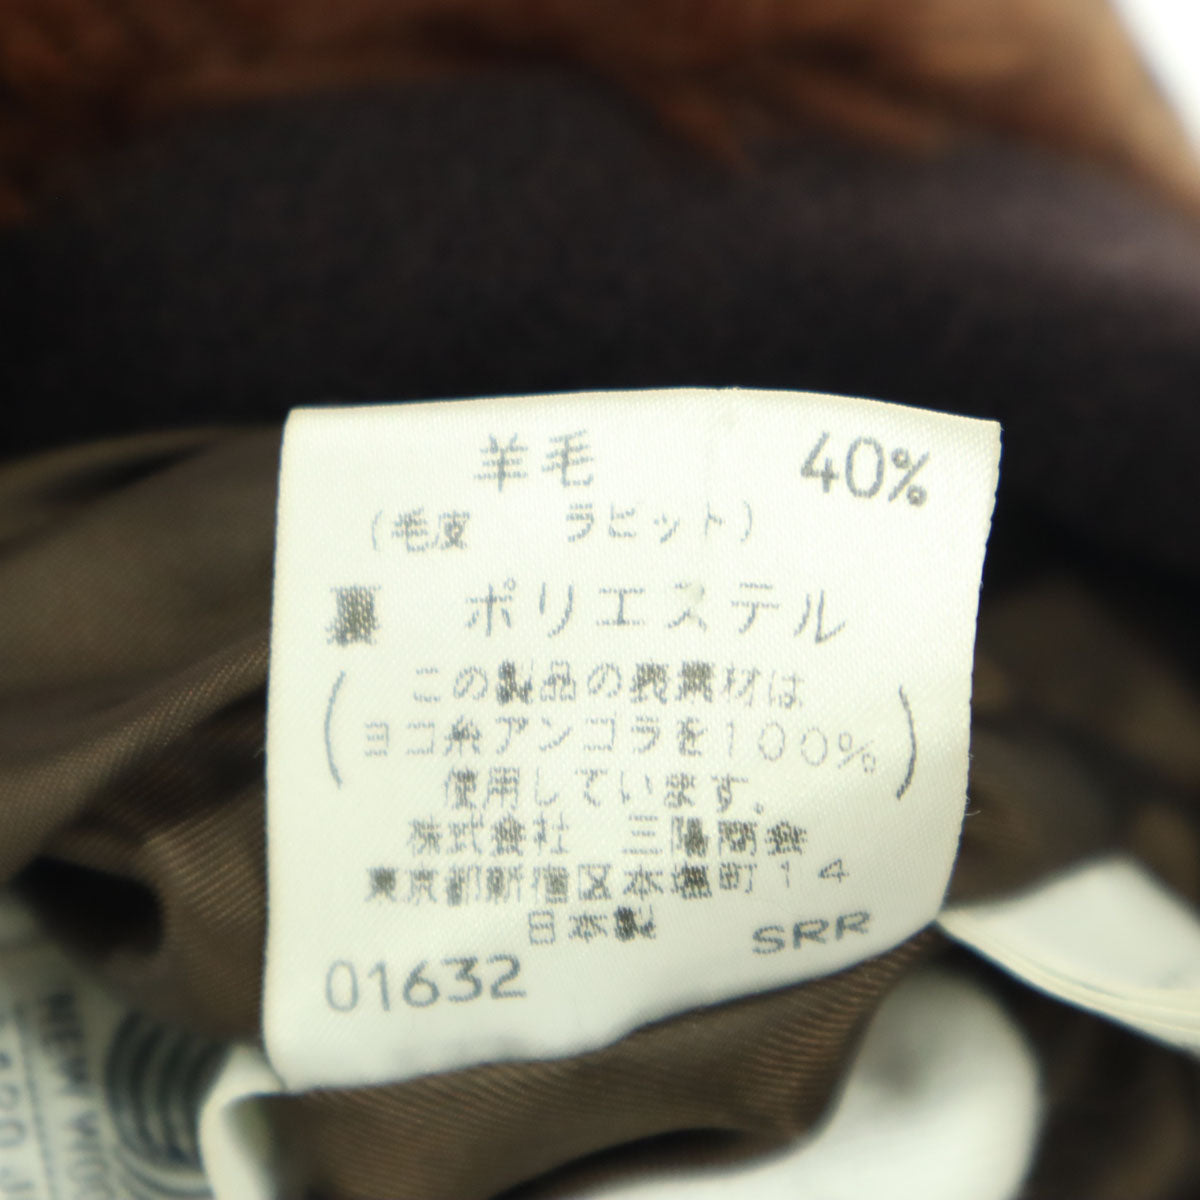 羊毛 40%
(毛皮 ラビット)
裏 ポリエステル
(この製品の表素材は
ヨコ糸アンゴラを100%
使用しています。)
株式会社 三陽商会
東京都新宿区本塩町14
日本製 SRR
01632
NEW WOO